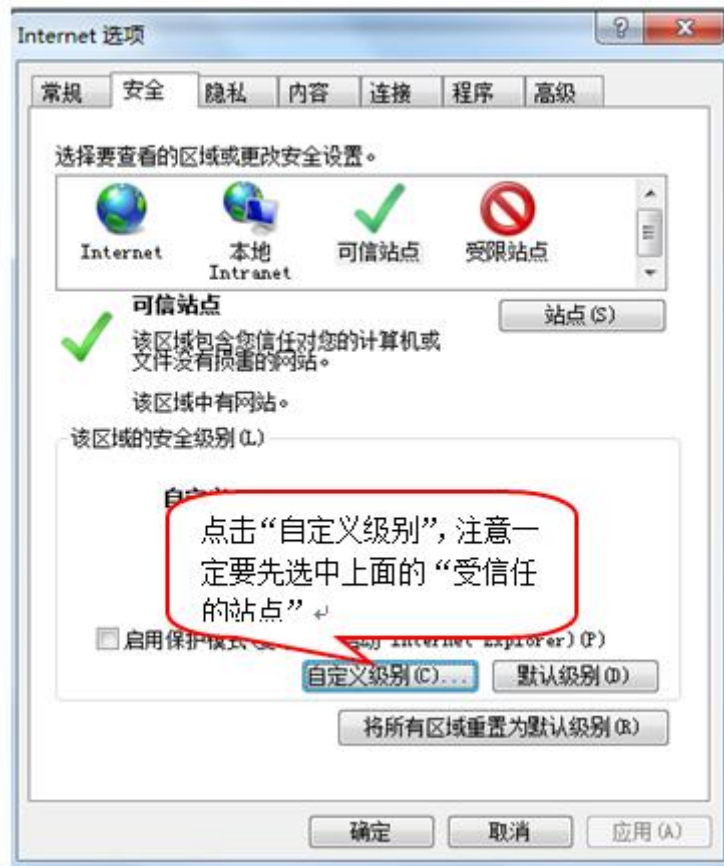 Internet 选项
常规 安全 隐私 内容 连接 程序 高级
选择要查看的区域或更改安全设置。
Internet 本地 可信站点 受限站点
Intranet
可信站点
站点(S)
该区域包含您信任对您的计算机或
文件没有损害的网站。
该区域中有网站。
该区域的安全级别(L)
自定义
点击“自定义级别”，注意一
定要先选中上面的“受信任
的站点”
启用保护模式 Internet Explorer)(P)
自定义级别(C)... 默认级别(D)
将所有区域重置为默认级别(R)
确定 取消 应用(A)